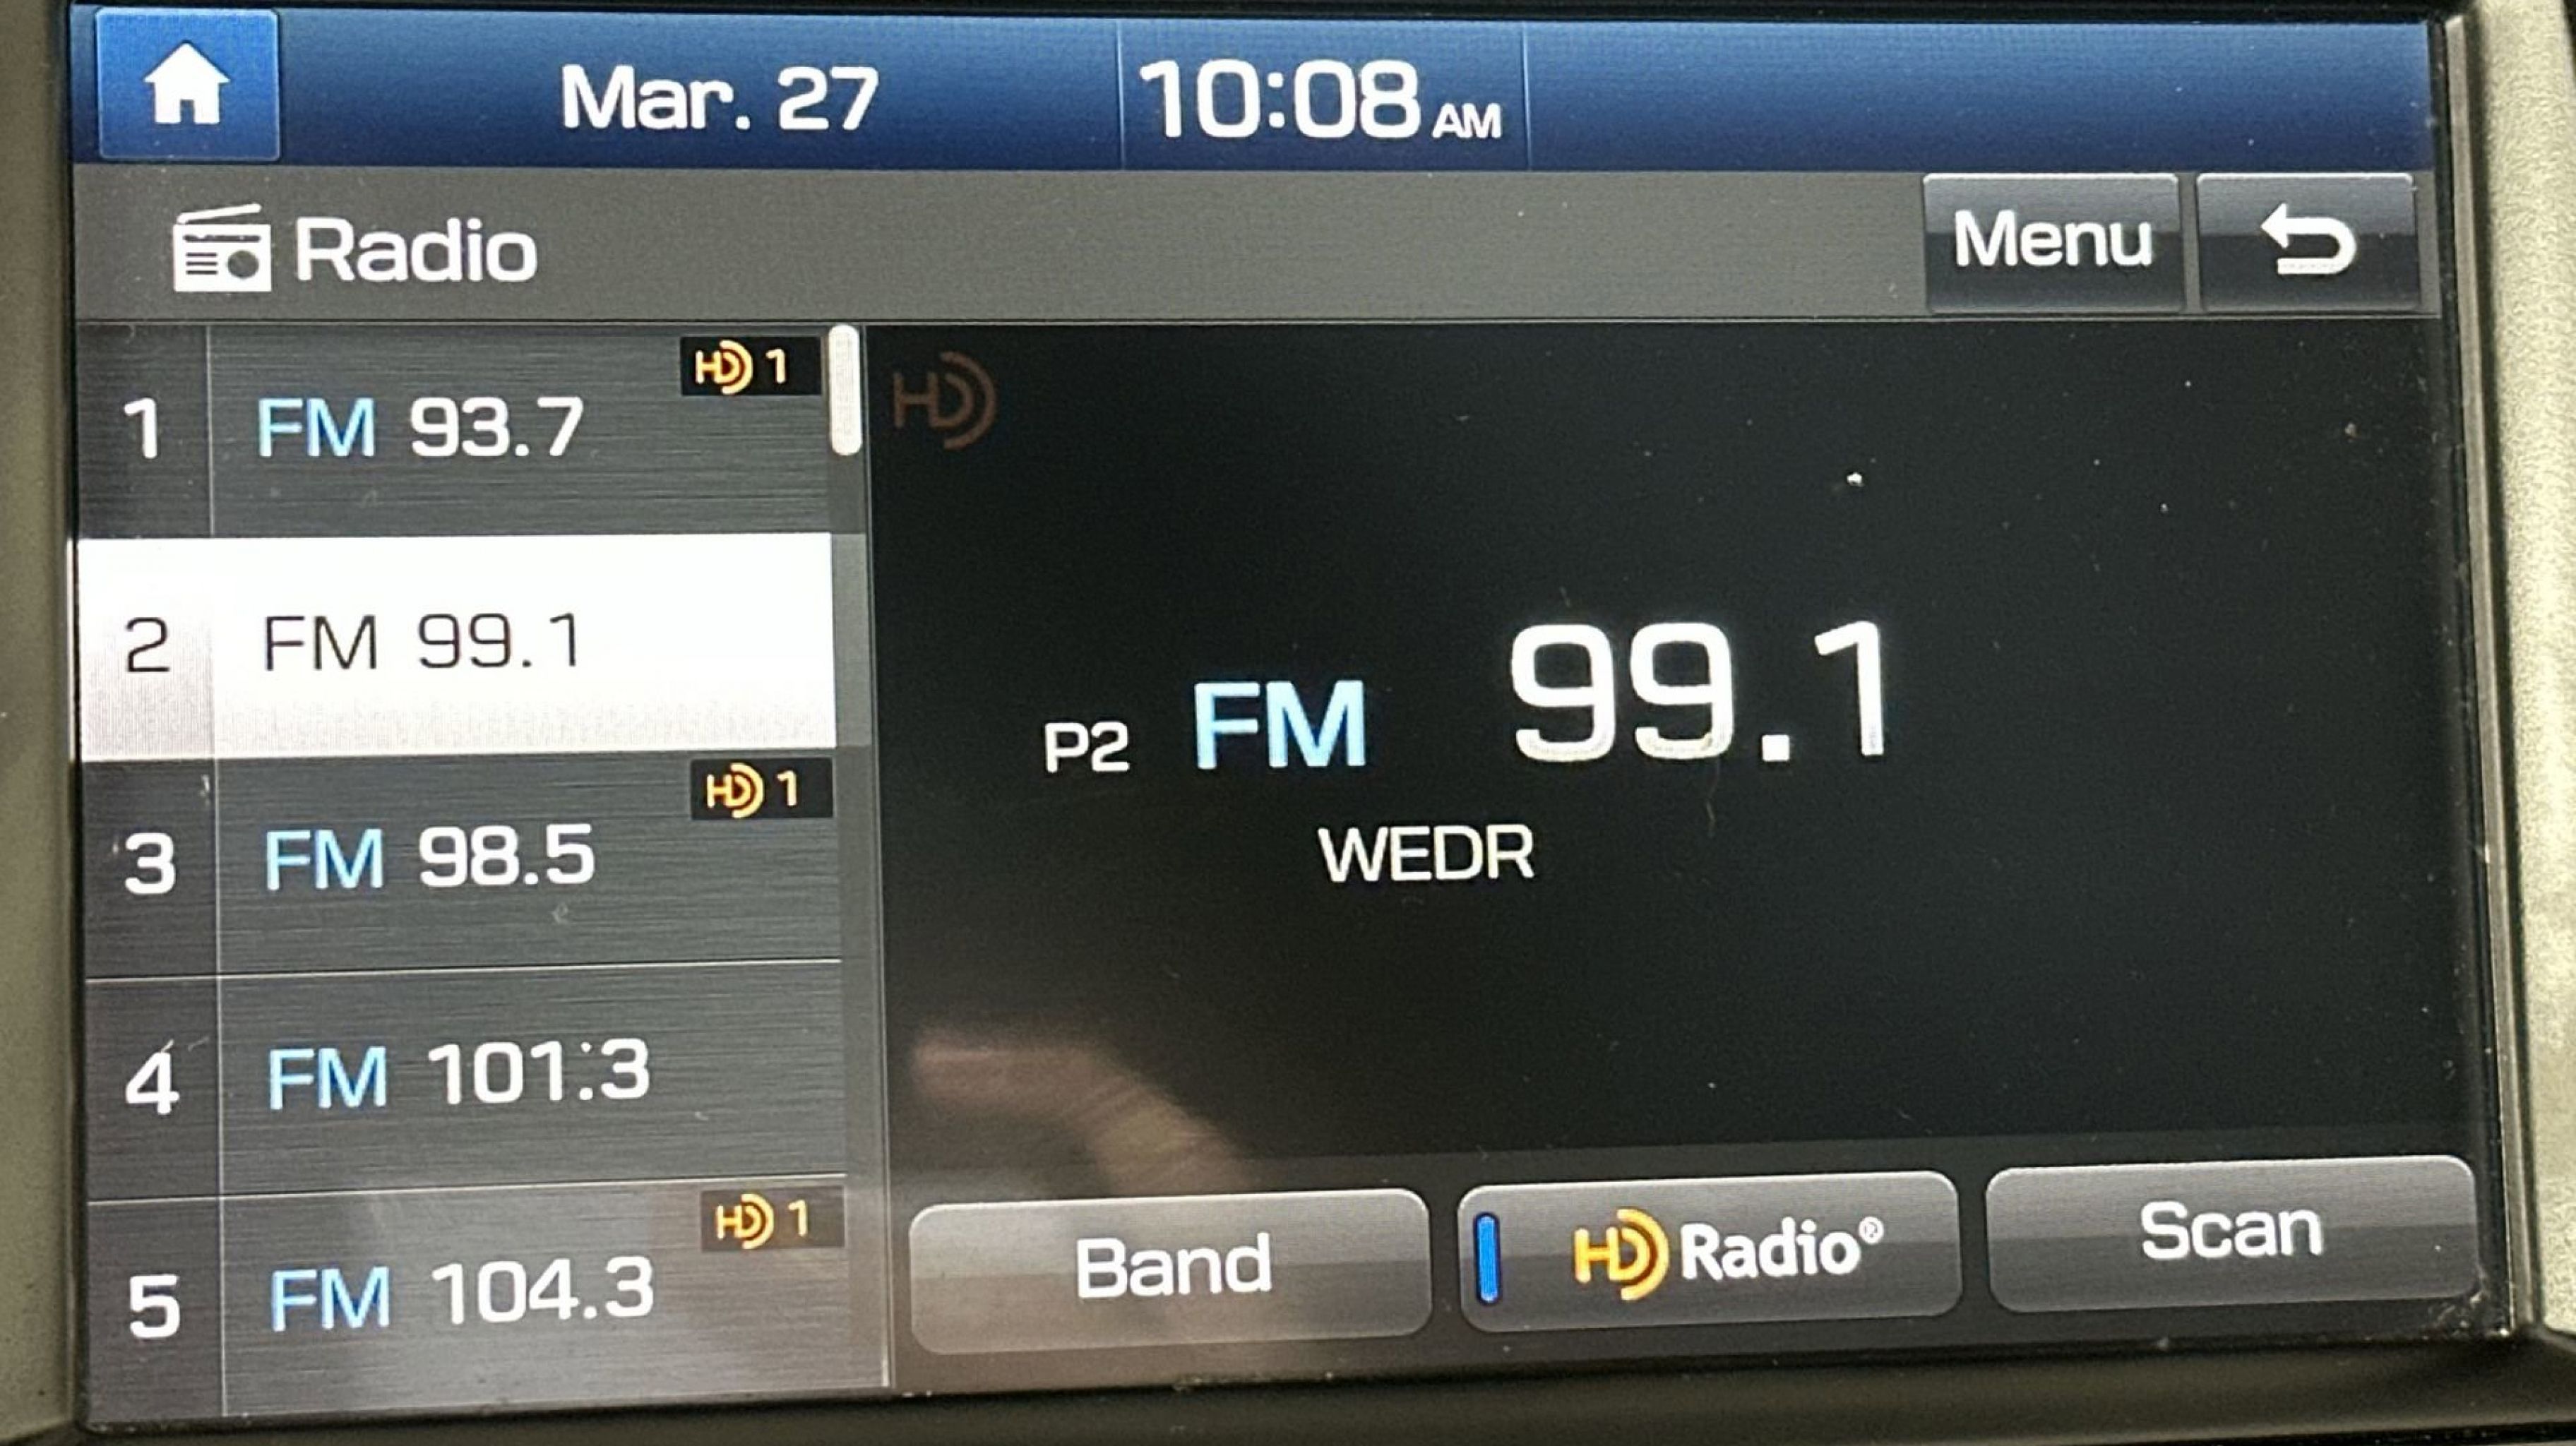 Mar. 27 10:08 AM
Radio Menu
HD 1
1 FM 93.7
HD
2 FM 99.1
P2 FM 99.1
WEDR
HD 1
3 FM 98.5
4 FM 101.3
HD 1
5 FM 104.3
Band HD Radio® Scan